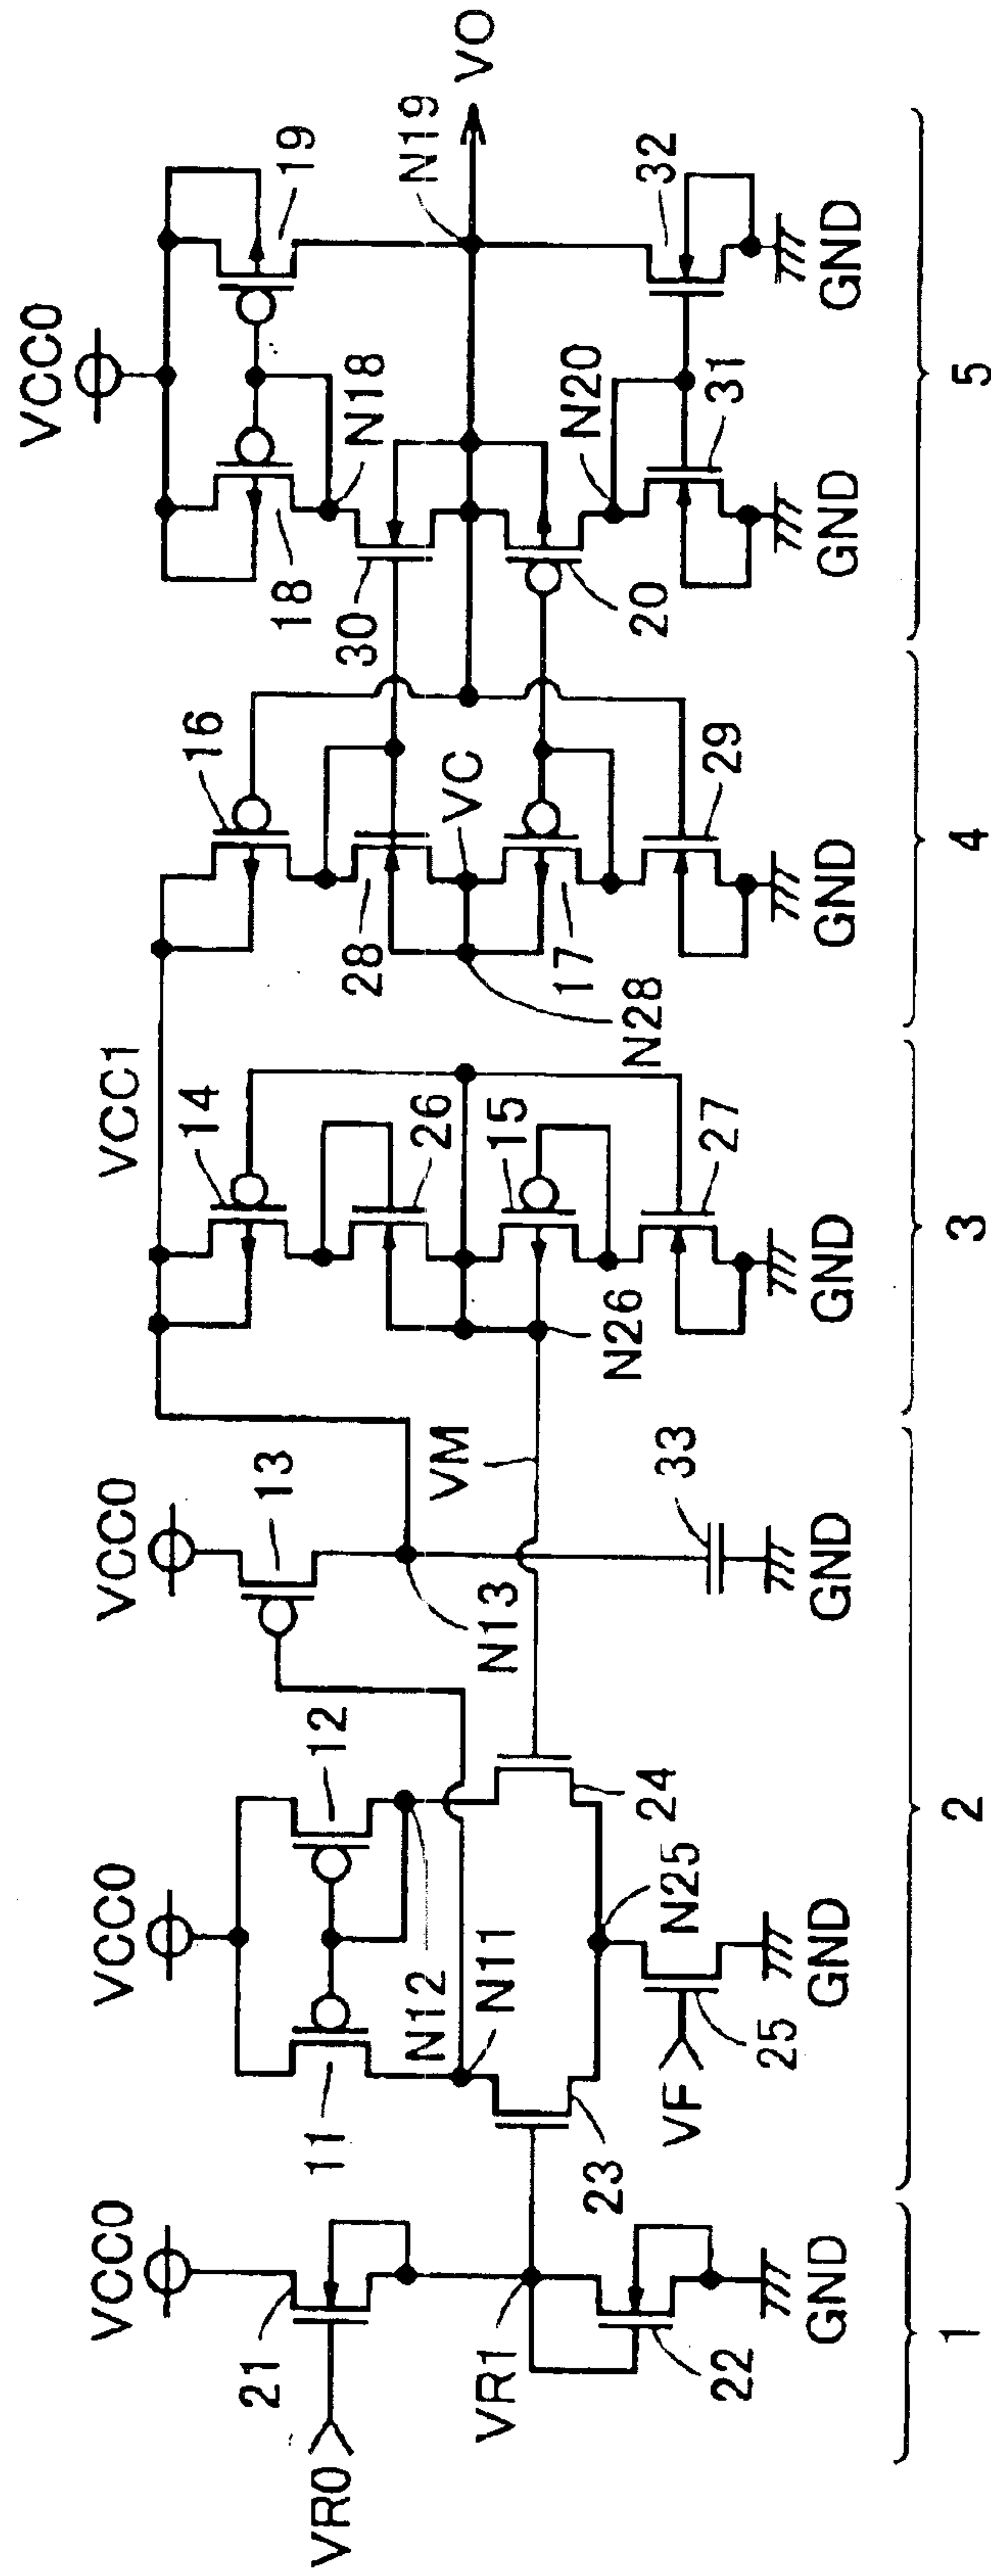 VCC0
VCC0
VCC0
VCC1
VCC0
21
11
12
13
14
16
18
19
VR0
N12
N11
N13
VM
26
28
30
N18
N19
VO
VR1
23
24
N26
15
17
VC
N28
20
N20
22
VF
25
N25
33
27
29
31
32
GND
GND
GND
GND
GND
GND
GND
1
2
3
4
5